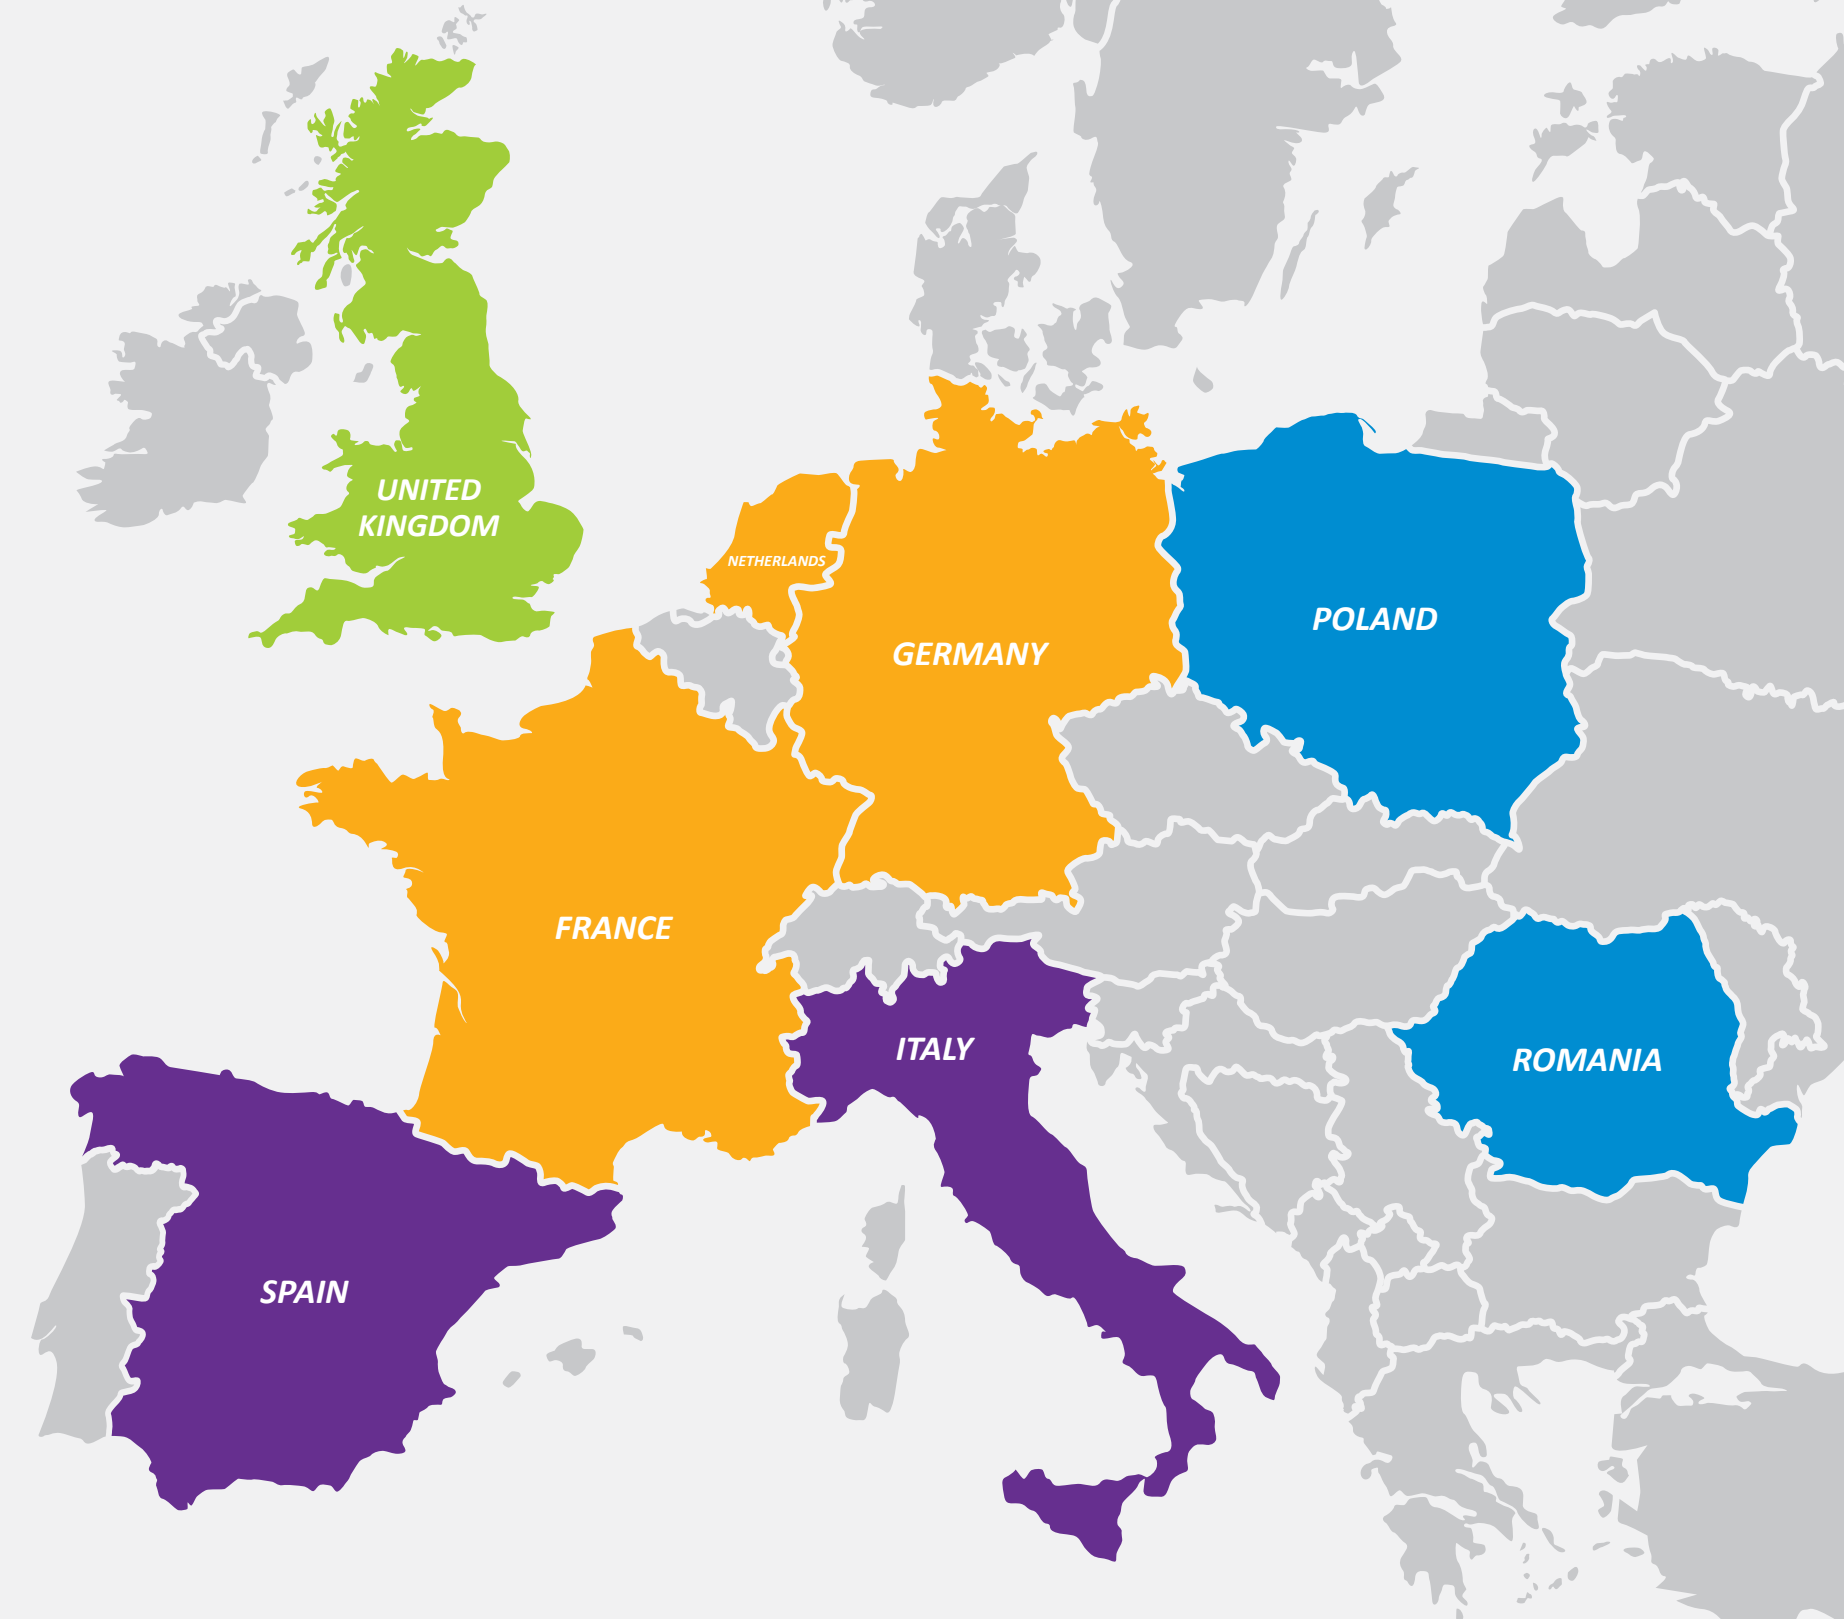 UNITED
KINGDOM
NETHERLANDS
POLAND
GERMANY
FRANCE
ITALY
ROMANIA
SPAIN